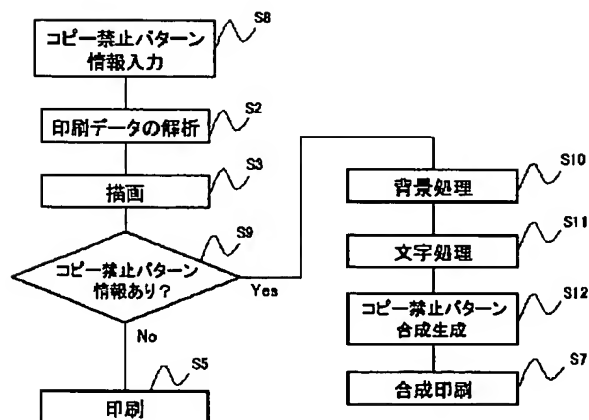 コピー禁止パターン
情報入力
S8
印刷データの解析
S2
描画
S3
コピー禁止パターン
情報あり？
S9
Yes
No
印刷
S5
背景処理
S10
文字処理
S11
コピー禁止パターン
合成生成
S12
合成印刷
S7